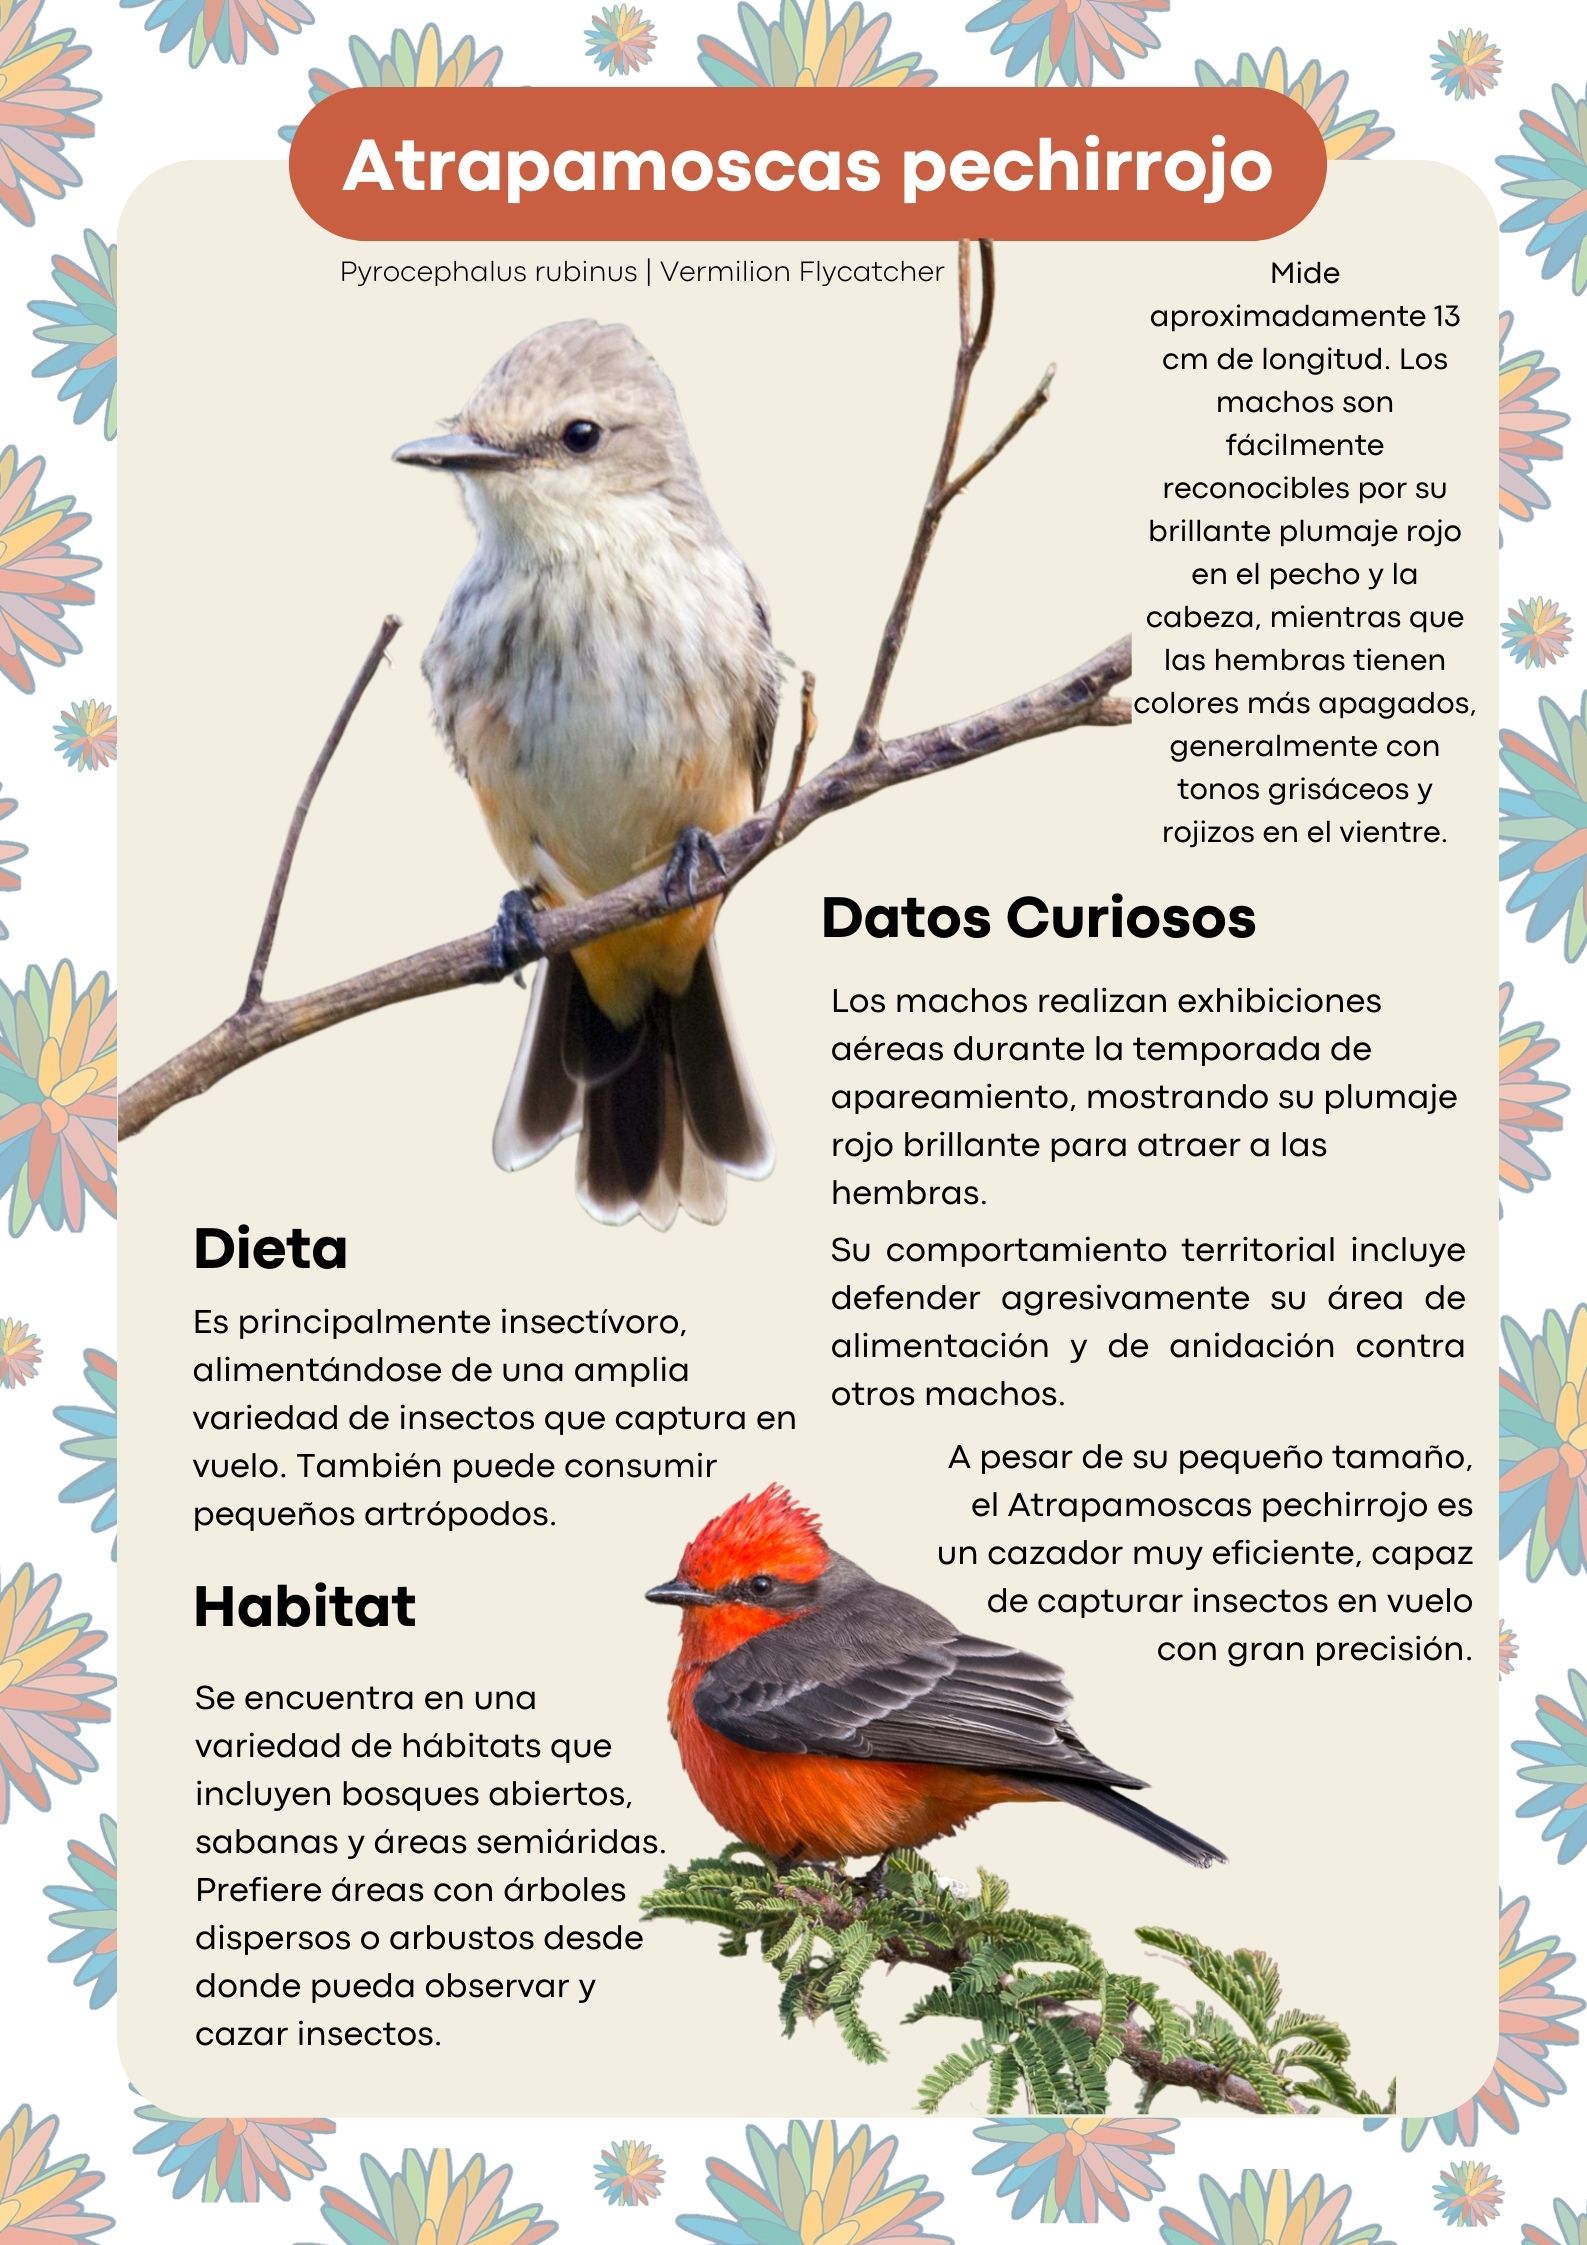 Atrapamoscas pechirrojo
Pyrocephalus rubinus | Vermilion Flycatcher
Mide
aproximadamente 13
cm de longitud. Los
machos son
fácilmente
reconocibles por su
brillante plumaje rojo
en el pecho y la
cabeza, mientras que
las hembras tienen
colores más apagados,
generalmente con
tonos grisáceos y
rojizos en el vientre.
Datos Curiosos
Los machos realizan exhibiciones
aéreas durante la temporada de
apareamiento, mostrando su plumaje
rojo brillante para atraer a las
hembras.
Su comportamiento territorial incluye
defender agresivamente su área de
alimentación y de anidación contra
otros machos.
A pesar de su pequeño tamaño,
el Atrapamoscas pechirrojo es
un cazador muy eficiente, capaz
de capturar insectos en vuelo
con gran precisión.
Dieta
Es principalmente insectívoro,
alimentándose de una amplia
variedad de insectos que captura en
vuelo. También puede consumir
pequeños artrópodos.
Habitat
Se encuentra en una
variedad de hábitats que
incluyen bosques abiertos,
sabanas y áreas semiáridas.
Prefiere áreas con árboles
dispersos o arbustos desde
donde pueda observar y
cazar insectos.